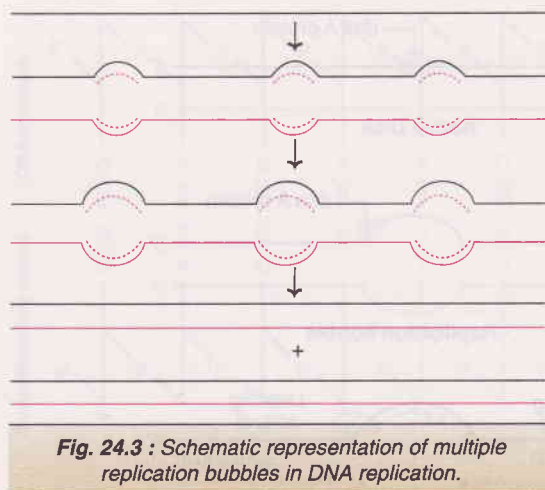 +
Fig. 24.3 : Schematic representation of multiple
replication bubbles in DNA replication.